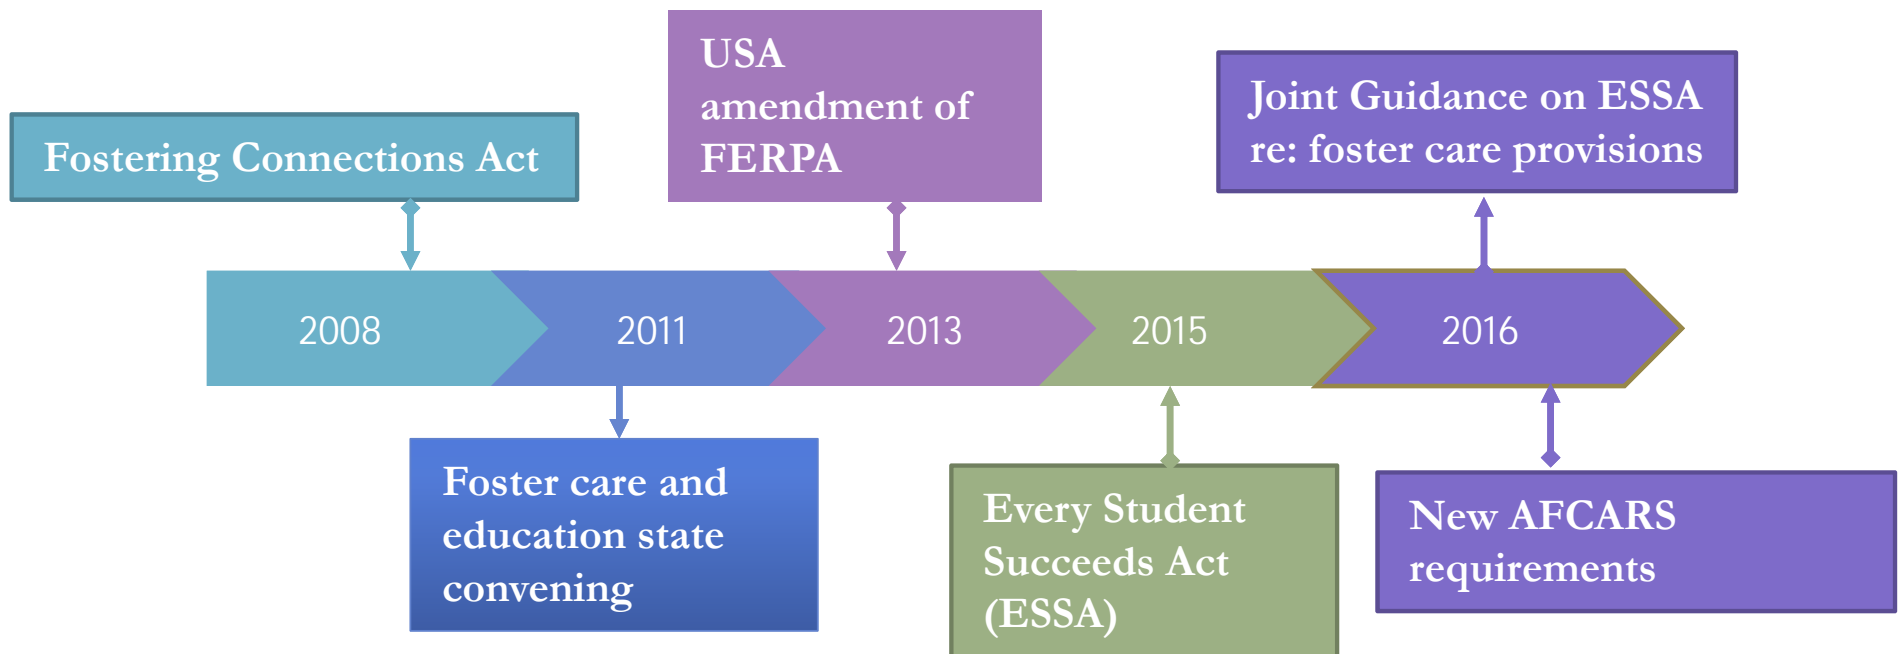 USA
amendment of
FERPA
Joint Guidance on ESSA
re: foster care provisions
Fostering Connections Act
2008
2011
2013
2015
2016
Foster care and
education state
convening
Every Student
Succeeds Act
(ESSA)
New AFCARS
requirements